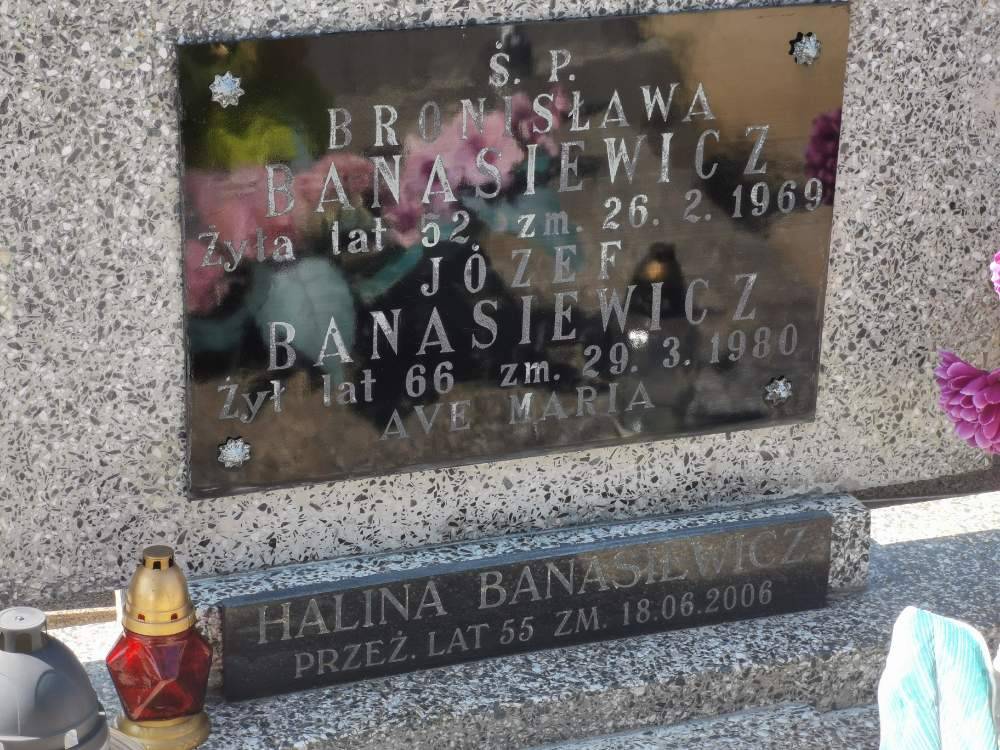 Ś. P.
BRONISŁAWA
BANASIEWICZ
Żyła lat 52. zm. 26. 2. 1969
JÓZEF
BANASIEWICZ
Żył lat 66 zm. 29. 3. 1980
AVE MARIA
HALINA BANASIEWICZ
PRZEŻ. LAT 55 ZM. 18.06.2006